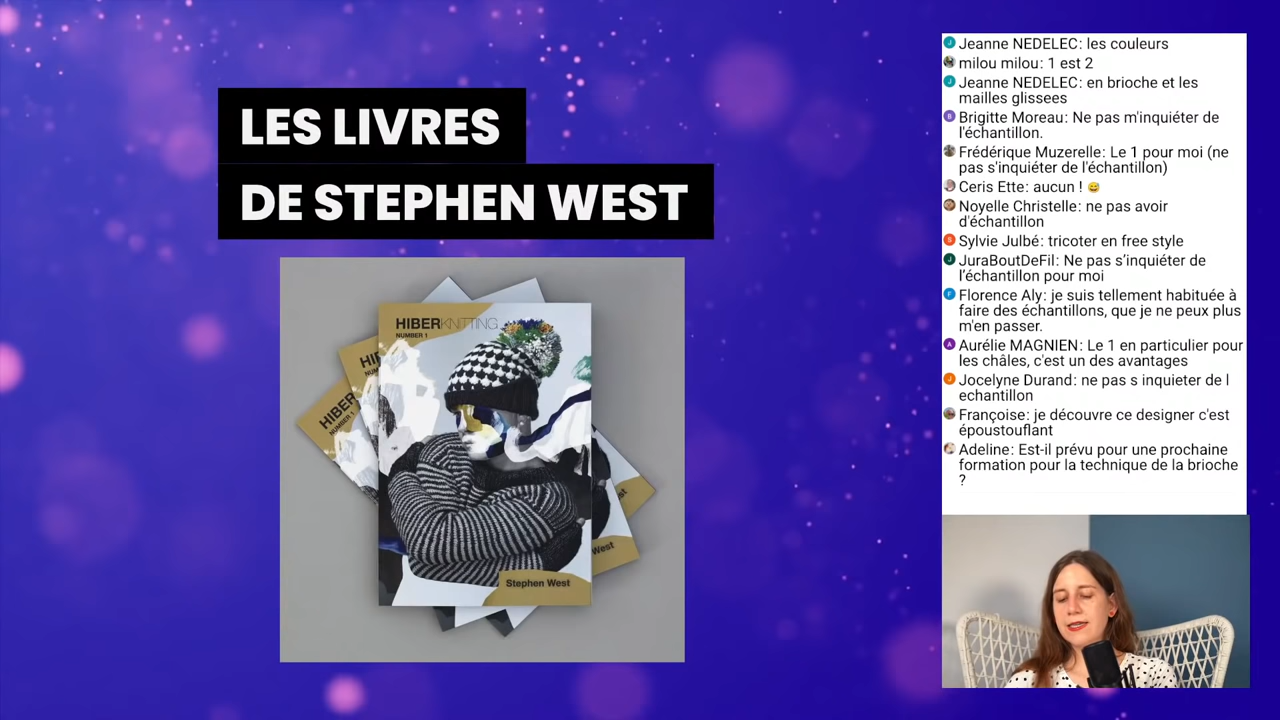 LES LIVRES
DE STEPHEN WEST
HIBERKNITTING
NUMBER 1
Stephen West
HIBER
NUMBER 1
West
Jeanne NEDELEC: les couleurs
milou milou: 1 est 2
Jeanne NEDELEC: en brioche et les
mailles glissees
Brigitte Moreau: Ne pas m'inquiéter de
l'échantillon.
Frédérique Muzerelle: Le 1 pour moi (ne
pas s'inquiéter de l'échantillon)
Ceris Ette: aucun ! 😅
Noyelle Christelle: ne pas avoir
d'échantillon
Sylvie Julbé: tricoter en free style
JuraBoutDeFil: Ne pas s’inquiéter de
l’échantillon pour moi
Florence Aly: je suis tellement habituée à
faire des échantillons, que je ne peux plus
m'en passer.
Aurélie MAGNIEN: Le 1 en particulier pour
les châles, c'est un des avantages
Jocelyne Durand: ne pas s inquieter de l
echantillon
Françoise: je découvre ce designer c'est
époustouflant
Adeline: Est-il prévu pour une prochaine
formation pour la technique de la brioche
?